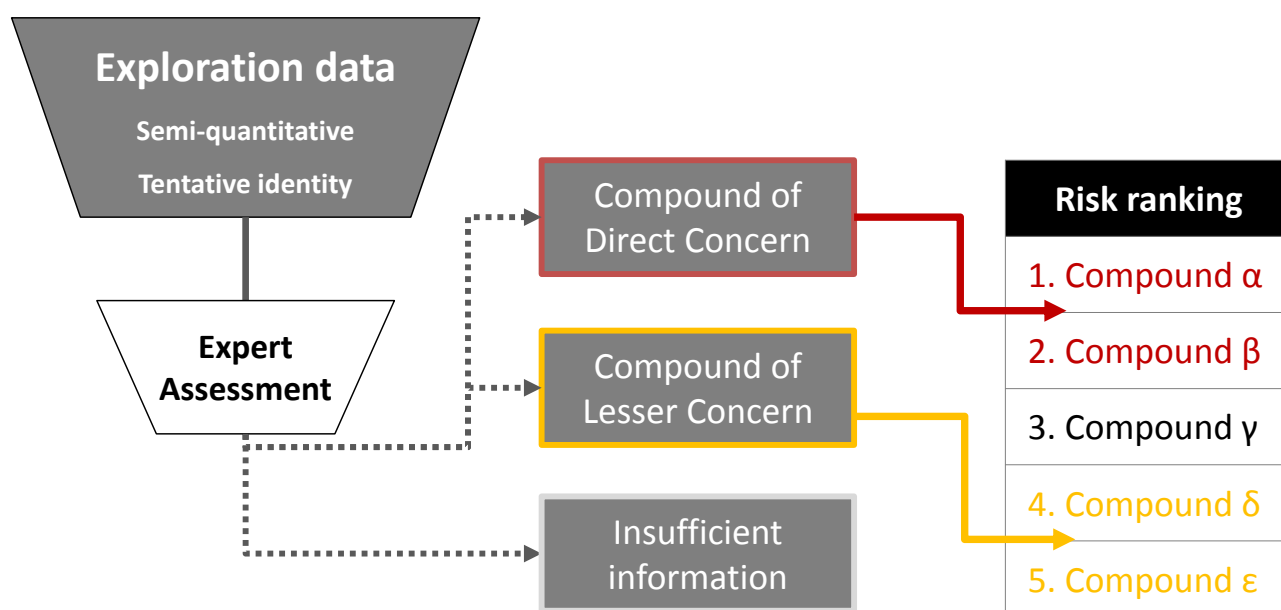 Exploration data
Semi-quantitative
Tentative identity
Expert
Assessment
Compound of
Direct Concern
Compound of
Lesser Concern
Insufficient
information
Risk ranking
1. Compound α
2. Compound β
3. Compound γ
4. Compound δ
5. Compound ε